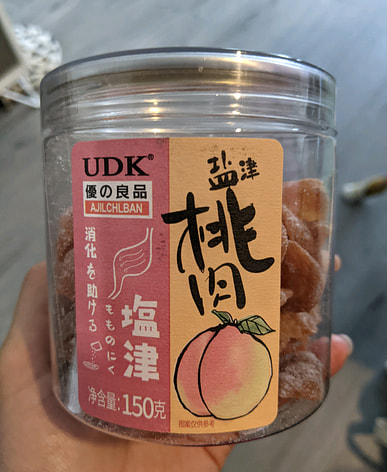 UDK®
優の良品
AJILCHLBAN
消化を助ける
塩津
もものにく
净含量:150克
盐津
桃肉
图案仅供参考